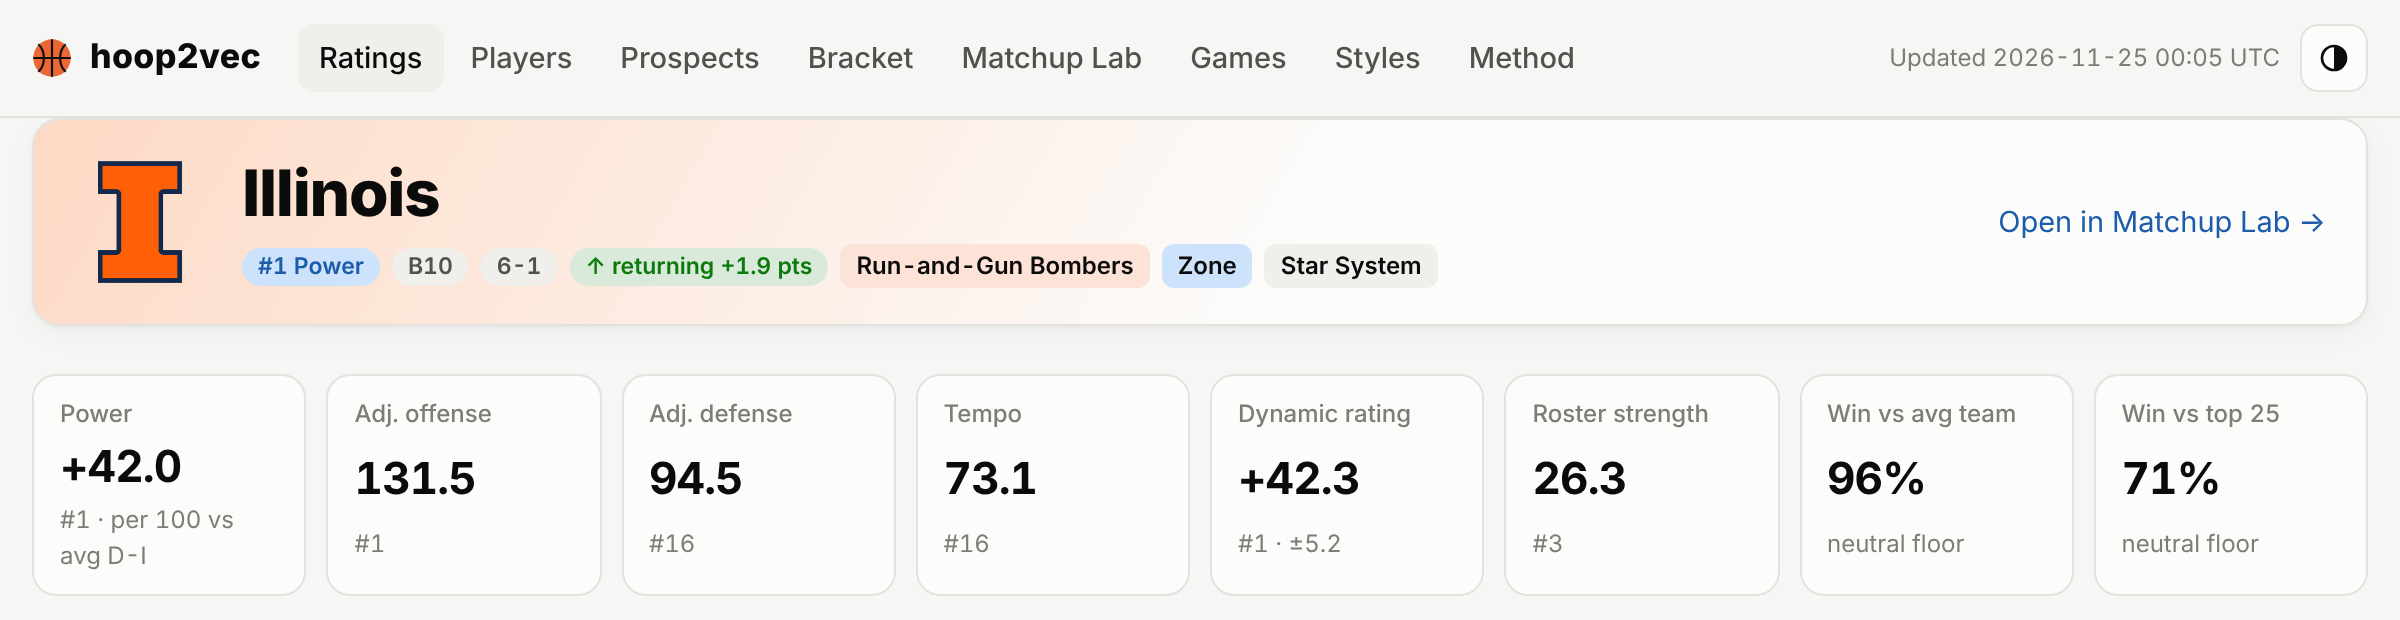 hoop2vec Ratings Players Prospects Bracket Matchup Lab Games Styles Method Updated 2026-11-25 00:05 UTC
I
Illinois
#1 Power B10 6-1 ↑ returning +1.9 pts Run-and-Gun Bombers Zone Star System
Open in Matchup Lab →
Power
+42.0
#1 · per 100 vs
avg D-I
Adj. offense
131.5
#1
Adj. defense
94.5
#16
Tempo
73.1
#16
Dynamic rating
+42.3
#1 · ±5.2
Roster strength
26.3
#3
Win vs avg team
96%
neutral floor
Win vs top 25
71%
neutral floor